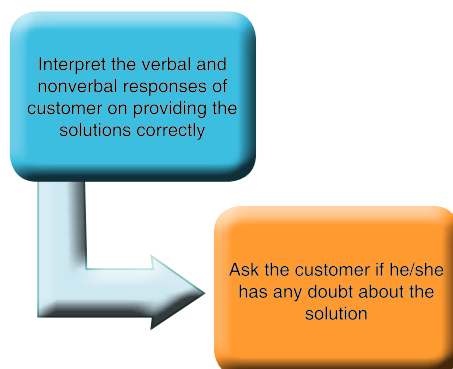 Interpret the verbal and
nonverbal responses of
customer on providing the
solutions correctly
Ask the customer if he/she
has any doubt about the
solution